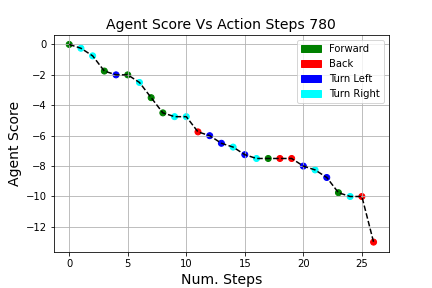 Agent Score Vs Action Steps 780
Forward
Back
Turn Left
Turn Right
Agent Score
0
−2
−4
−6
−8
−10
−12
0 5 10 15 20 25
Num. Steps